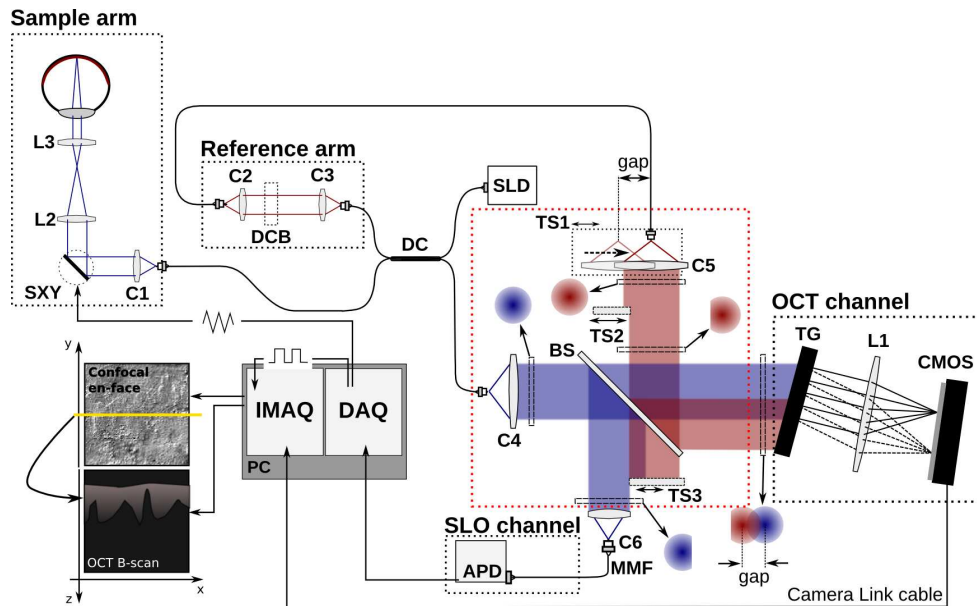 Sample arm
L3
L2
SXY
C1
Reference arm
C2
C3
DCB
DC
SLD
gap
TS1
C5
TS2
BS
C4
TS3
C6
MMF
OCT channel
TG
L1
CMOS
SLO channel
APD
gap
Camera Link cable
IMAQ
DAQ
PC
y
Confocal
en-face
OCT B-scan
x
z